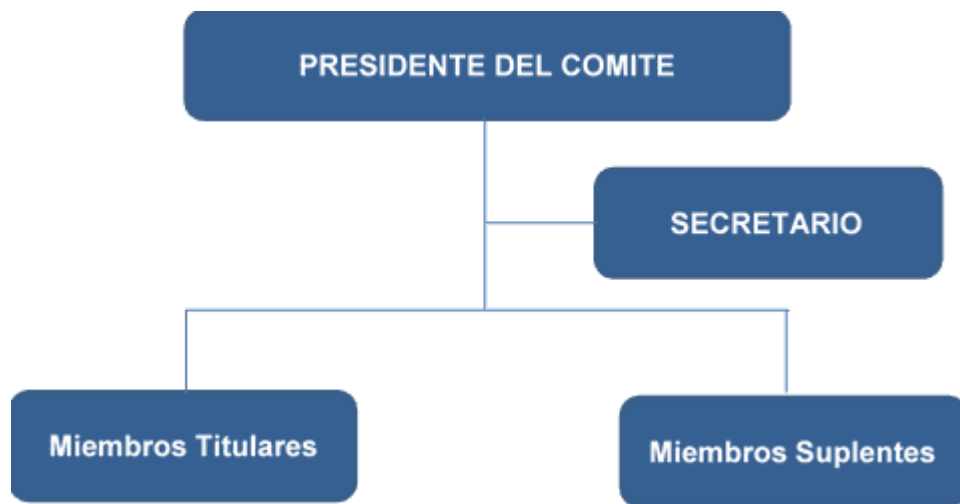 PRESIDENTE DEL COMITE
SECRETARIO
Miembros Titulares
Miembros Suplentes